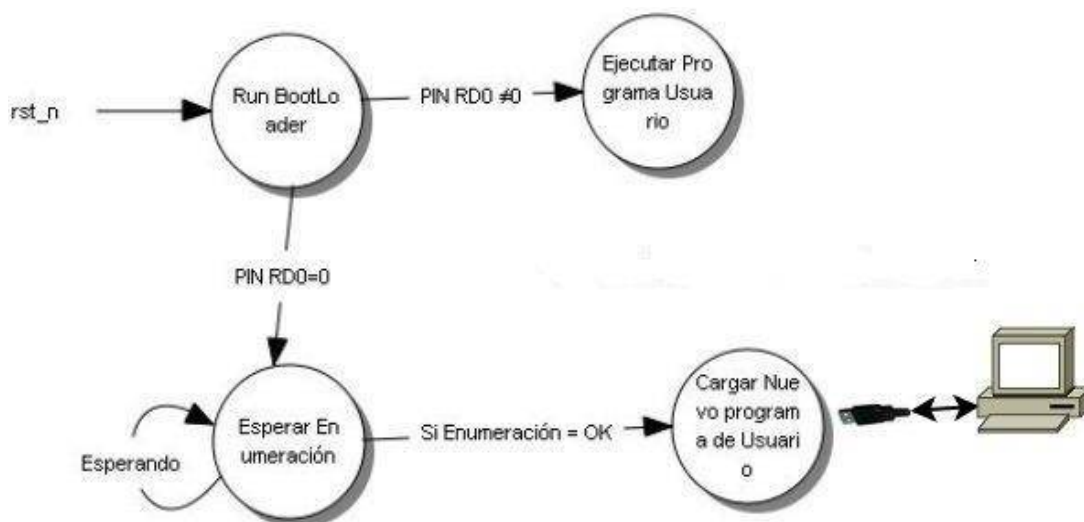 rst_n
Run BootLo
ader
PIN RD0 ≠0
Ejecutar Pro
grama Usua
rio
PIN RD0=0
Esperando
Esperar En
umeración
Si Enumeración = OK
Cargar Nue
vo program
a de Usuari
o